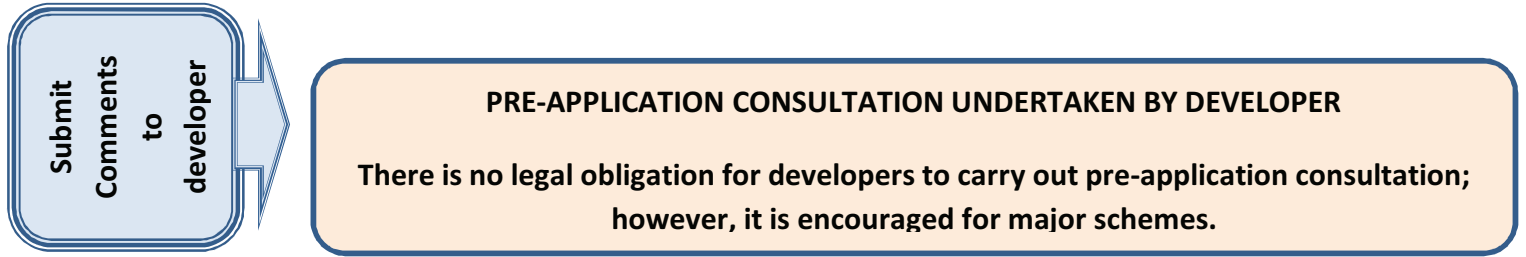 Submit
Comments
to
developer
PRE-APPLICATION CONSULTATION UNDERTAKEN BY DEVELOPER
There is no legal obligation for developers to carry out pre-application consultation;
however, it is encouraged for major schemes.